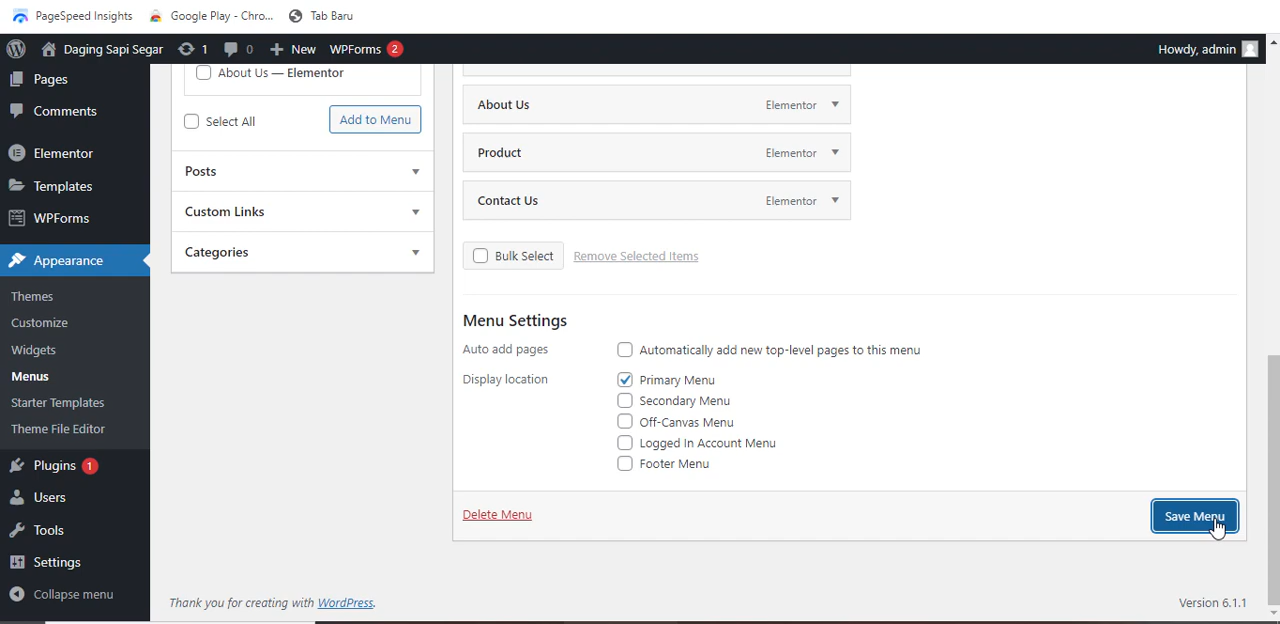 PageSpeed Insights
Google Play - Chro...
Tab Baru
Daging Sapi Segar
1
0
New
WPForms
2
Howdy, admin
Pages
Comments
Elementor
Templates
WPForms
Appearance
Themes
Customize
Widgets
Menus
Starter Templates
Theme File Editor
Plugins
1
Users
Tools
Settings
Collapse menu
About Us — Elementor
Select All
Add to Menu
Posts
Custom Links
Categories
About Us
Elementor
Product
Elementor
Contact Us
Elementor
Bulk Select
Remove Selected Items
Menu Settings
Auto add pages
Automatically add new top-level pages to this menu
Display location
Primary Menu
Secondary Menu
Off-Canvas Menu
Logged In Account Menu
Footer Menu
Delete Menu
Save Menu
Thank you for creating with WordPress.
Version 6.1.1